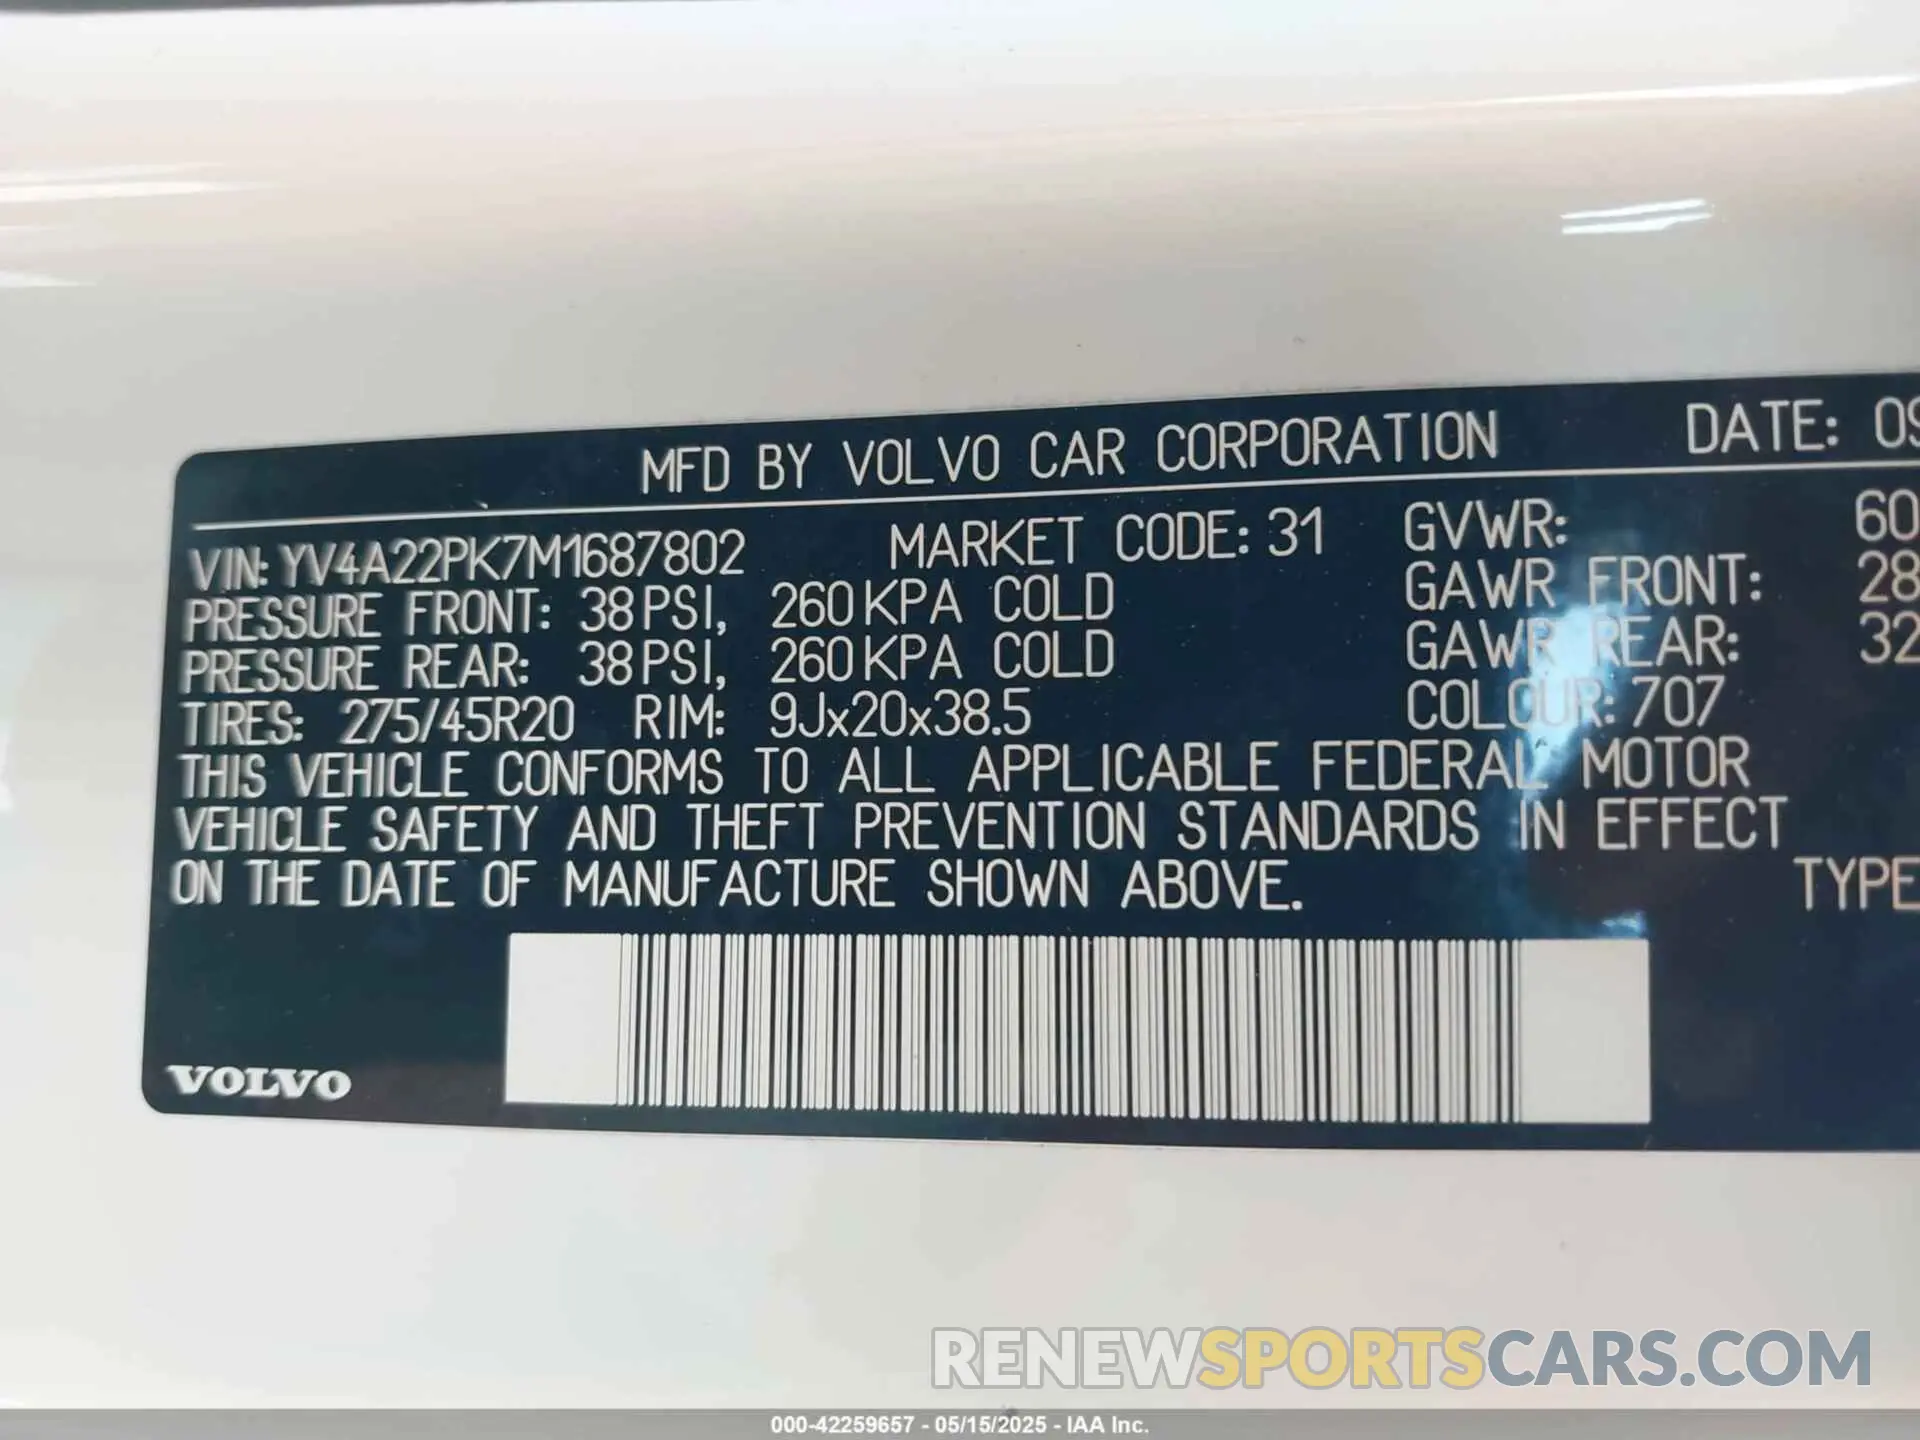 MFD BY VOLVO CAR CORPORATION DATE: 09
VIN: YV4A22PK7M1687802 MARKET CODE: 31 GVWR: 60
PRESSURE FRONT: 38 PSI, 260 KPA COLD GAWR FRONT: 28
PRESSURE REAR: 38 PSI, 260 KPA COLD GAWR REAR: 32
TIRES: 275/45R20 RIM: 9Jx20x38.5 COLOUR: 707
THIS VEHICLE CONFORMS TO ALL APPLICABLE FEDERAL MOTOR
VEHICLE SAFETY AND THEFT PREVENTION STANDARDS IN EFFECT
ON THE DATE OF MANUFACTURE SHOWN ABOVE. TYPE
VOLVO
RENEWSPORTSCARS.COM
000-42259657 - 05/15/2025 - IAA Inc.